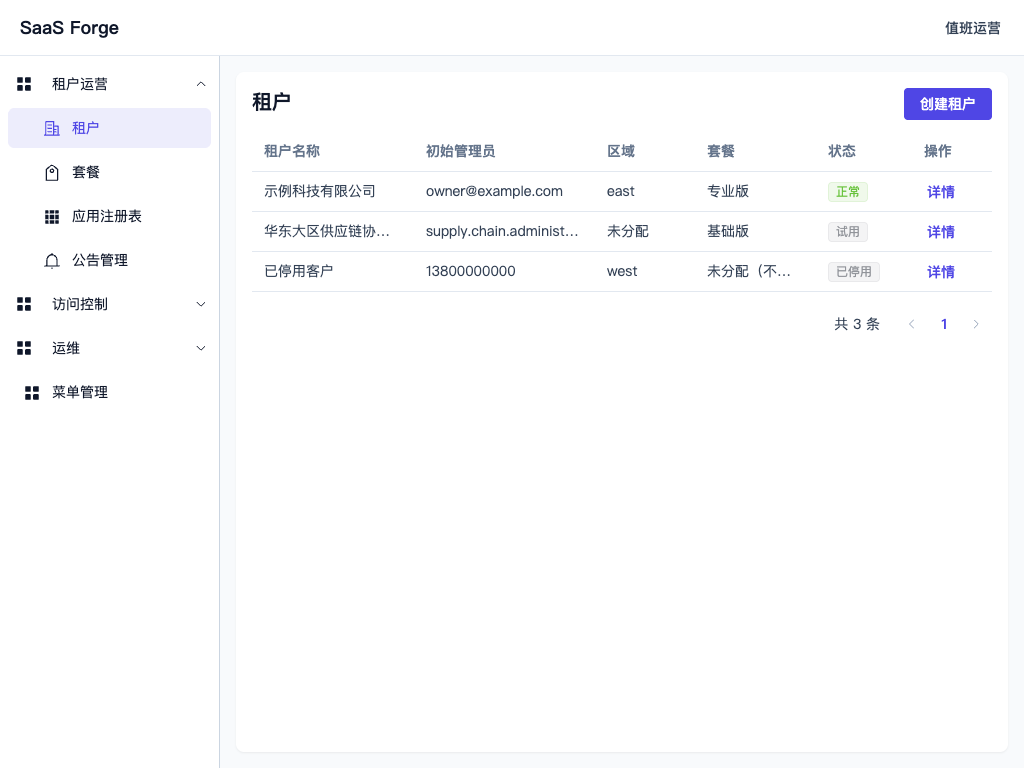 SaaS Forge
值班运营
租户运营
租户
套餐
应用注册表
公告管理
访问控制
运维
菜单管理
租户
创建租户
租户名称 初始管理员 区域 套餐 状态 操作
示例科技有限公司 owner@example.com east 专业版 正常 详情
华东大区供应链协... supply.chain.administ... 未分配 基础版 试用 详情
已停用客户 13800000000 west 未分配（不... 已停用 详情
共 3 条 1